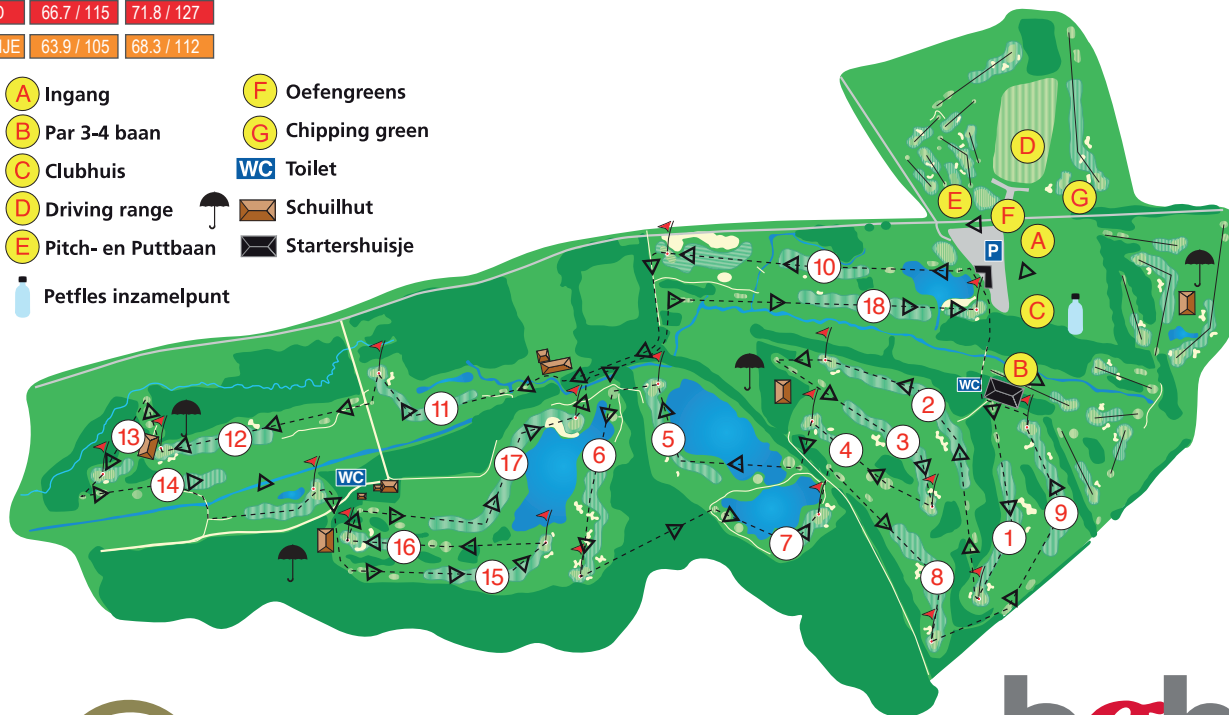 66.7 / 115 71.8 / 127
63.9 / 105 68.3 / 112
A Ingang
B Par 3-4 baan
C Clubhuis
D Driving range
E Pitch- en Puttbaan
Petfles inzamelpunt
F Oefengreens
G Chipping green
WC Toilet
Schuilhut
Startershuisje
D
E
F
G
A
P
C
B
WC
10
18
2
3
4
5
6
7
8
9
1
11
12
13
14
WC
17
16
15